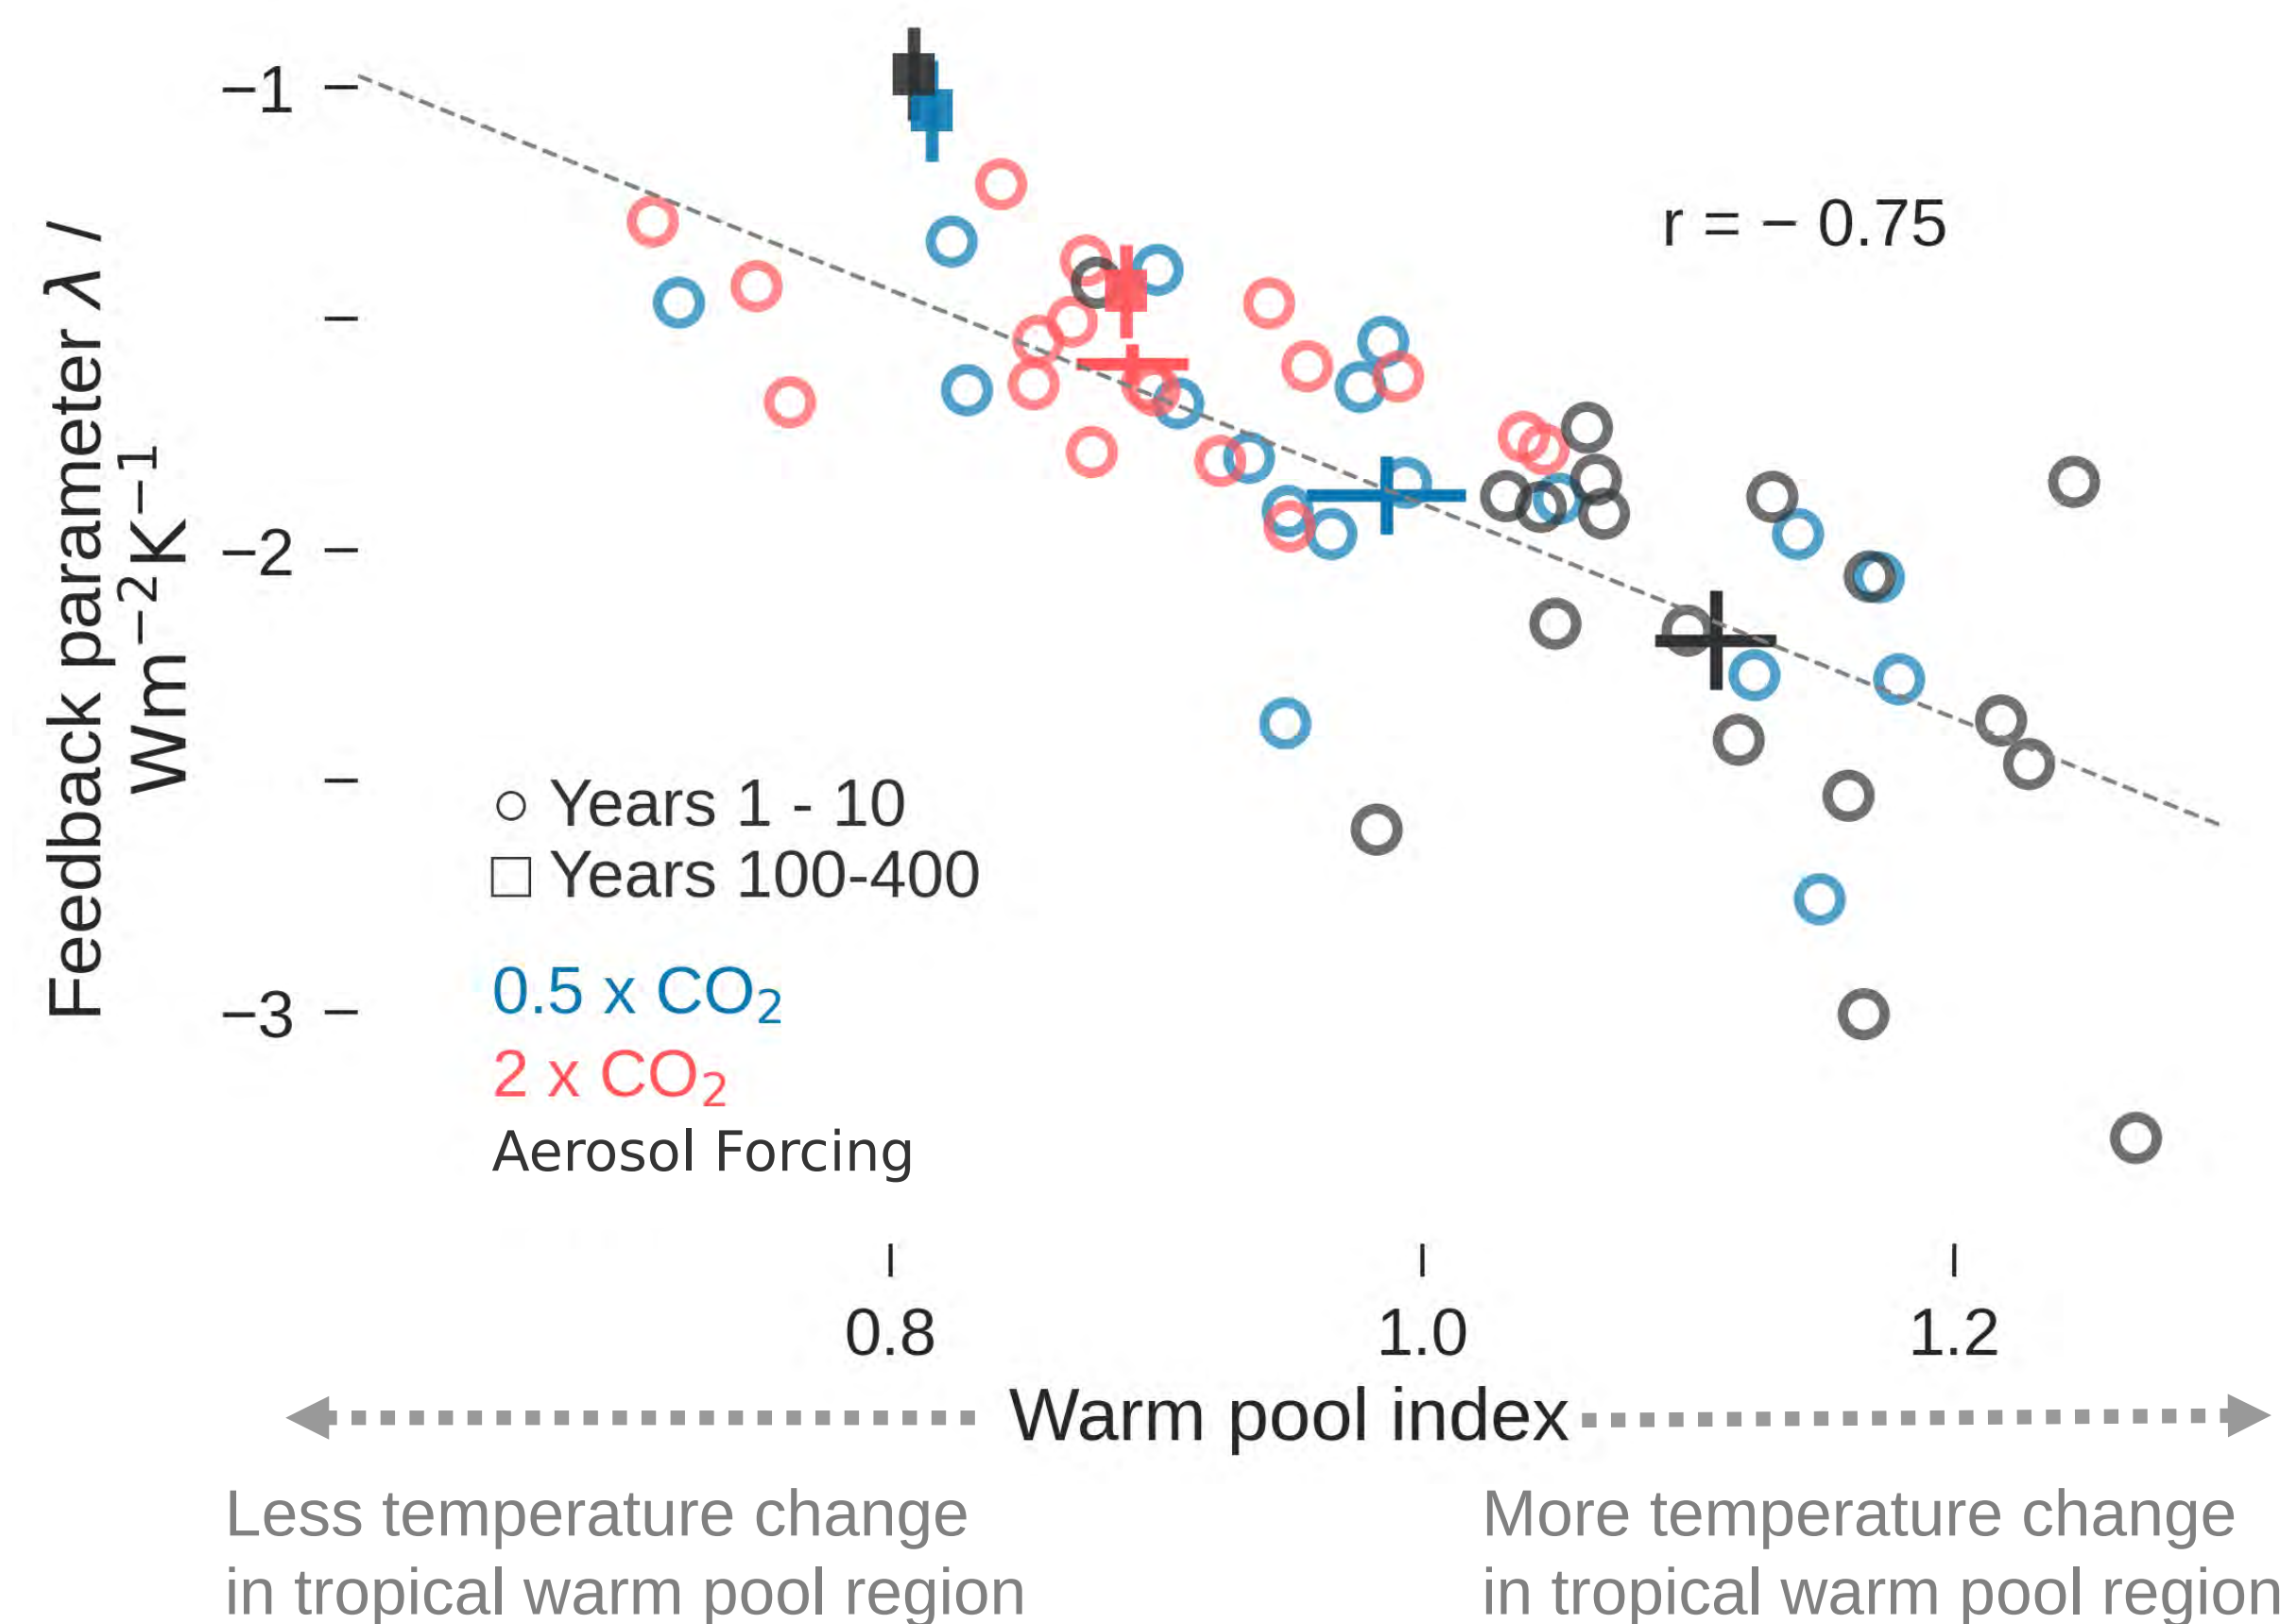 Feedback parameter λ /
Wm⁻²K⁻¹
−1
−2
−3
r = − 0.75
Years 1 - 10
Years 100-400
0.5 x CO₂
2 x CO₂
Aerosol Forcing
0.8 1.0 1.2
Warm pool index
Less temperature change
in tropical warm pool region
More temperature change
in tropical warm pool region